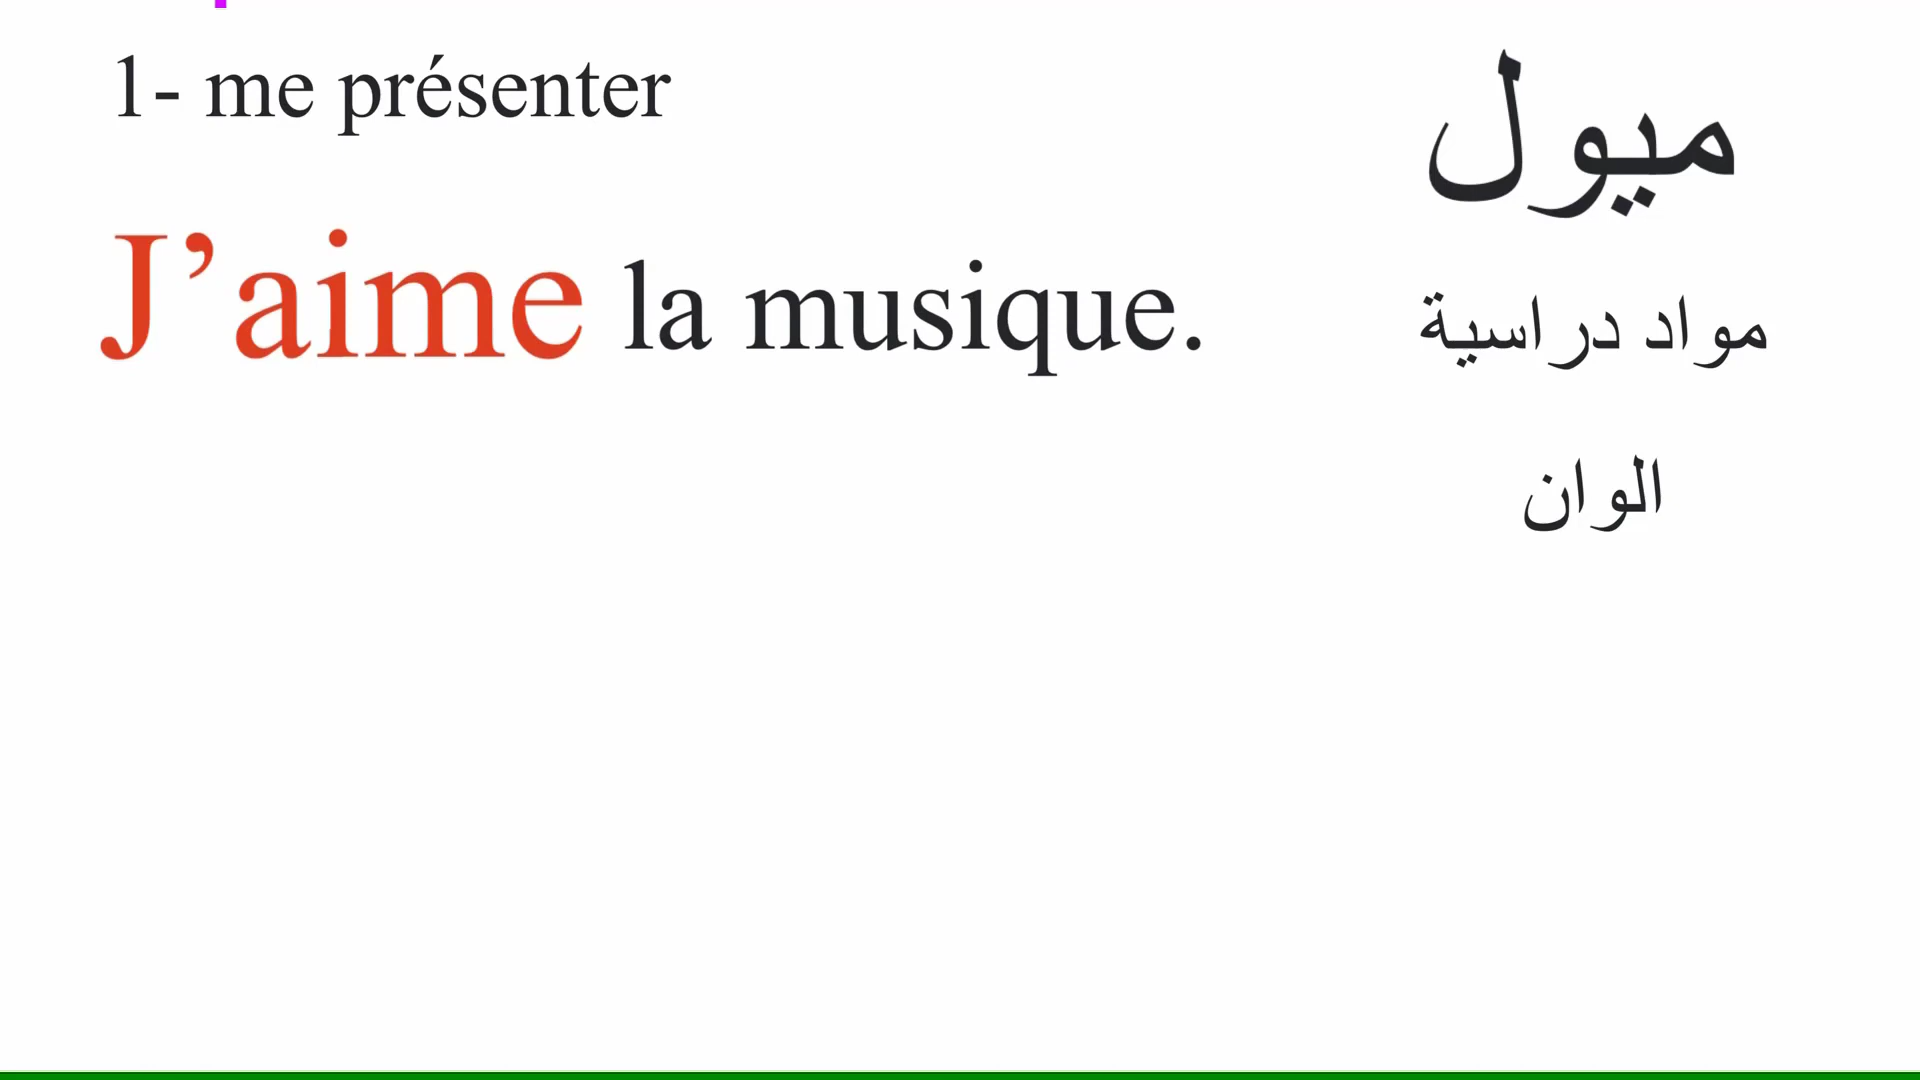 1- me présenter
J’aime la musique.
ميول
مواد دراسية
الوان